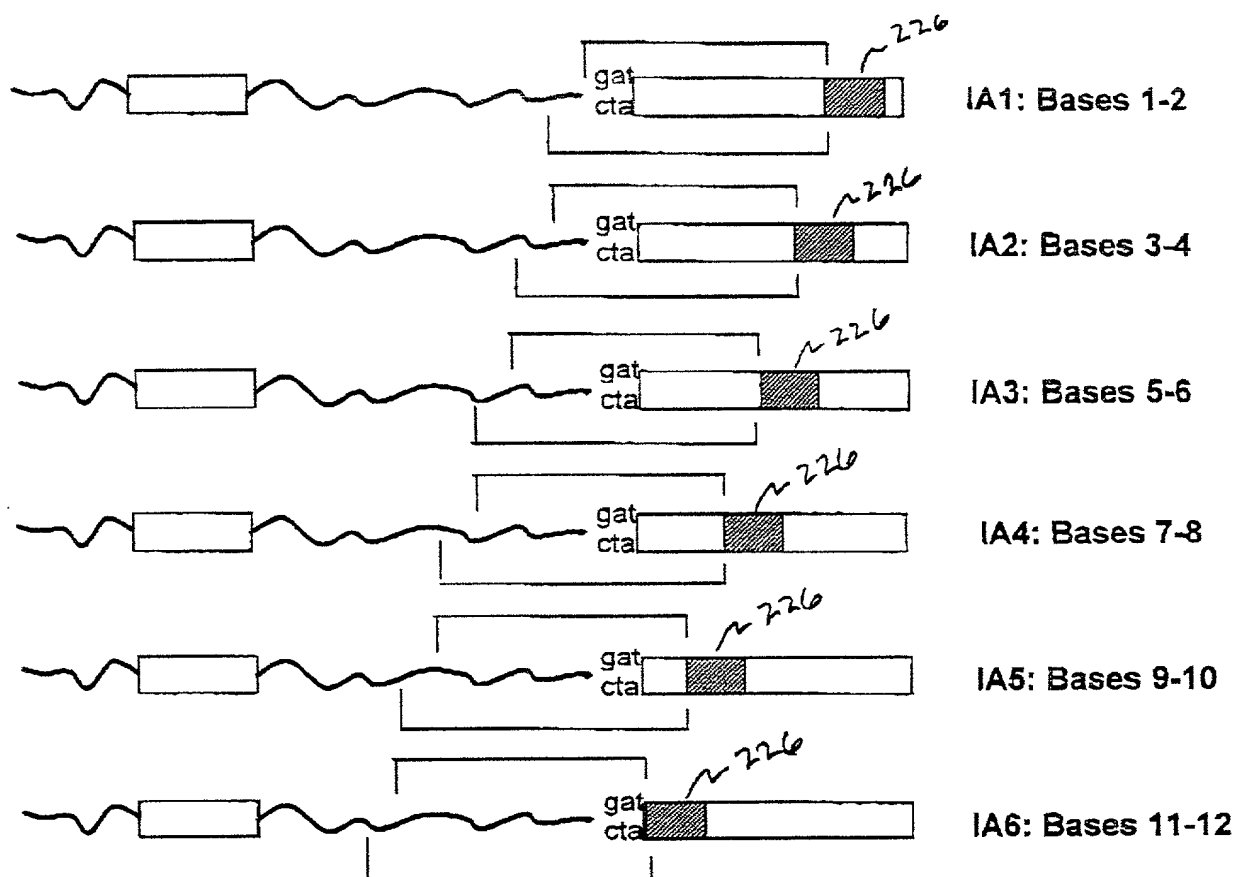 226
gat
cta
IA1: Bases 1-2
226
gat
cta
IA2: Bases 3-4
226
gat
cta
IA3: Bases 5-6
226
gat
cta
IA4: Bases 7-8
226
gat
cta
IA5: Bases 9-10
226
gat
cta
IA6: Bases 11-12